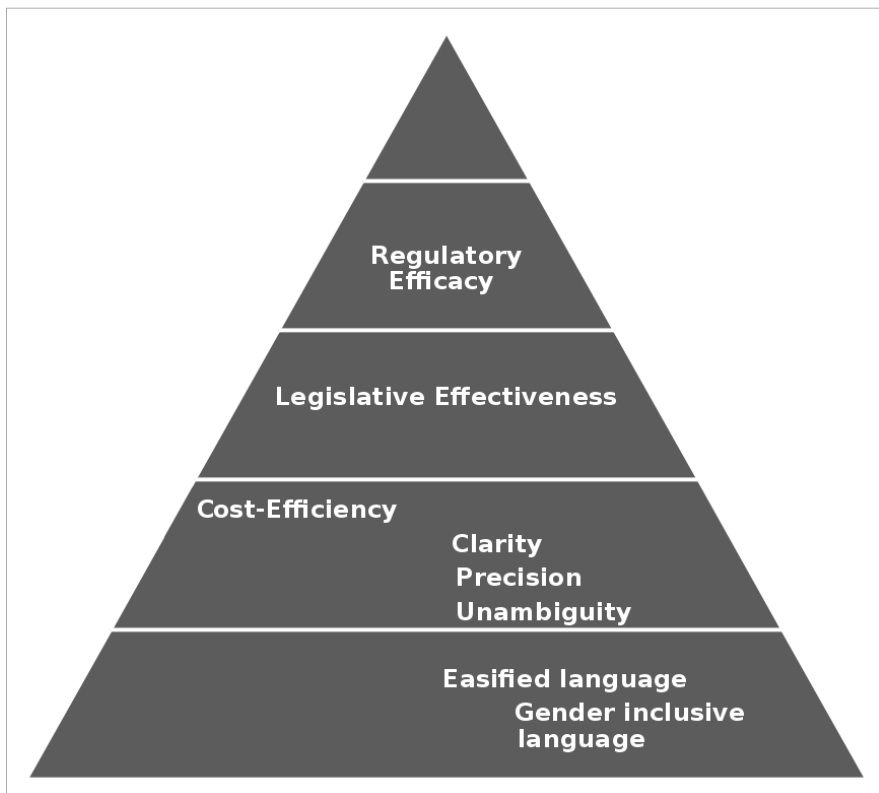 Regulatory
Efficacy
Legislative Effectiveness
Cost-Efficiency
Clarity
Precision
Unambiguity
Easified language
Gender inclusive
language